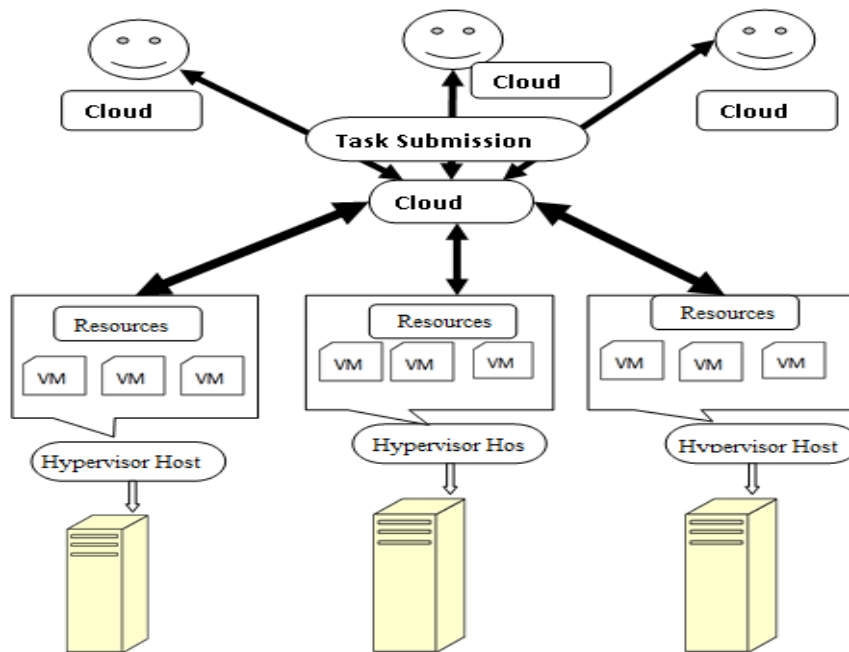 Cloud
Cloud
Cloud
Task Submission
Cloud
Resources
Resources
Resources
VM
VM
VM
VM
VM
VM
VM
VM
VM
Hypervisor Host
Hypervisor Hos
Hypervisor Host